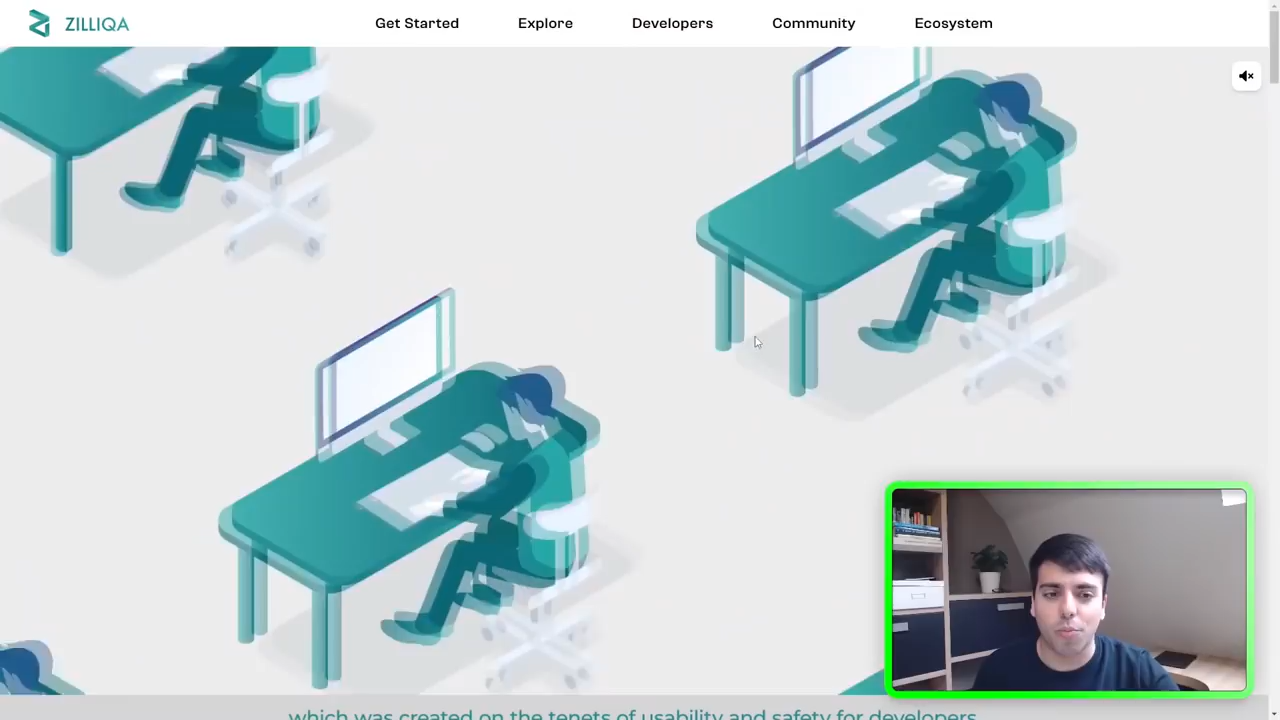 ZILLIQA
Get Started
Explore
Developers
Community
Ecosystem
which was created on the tenets of usability and safety for developers